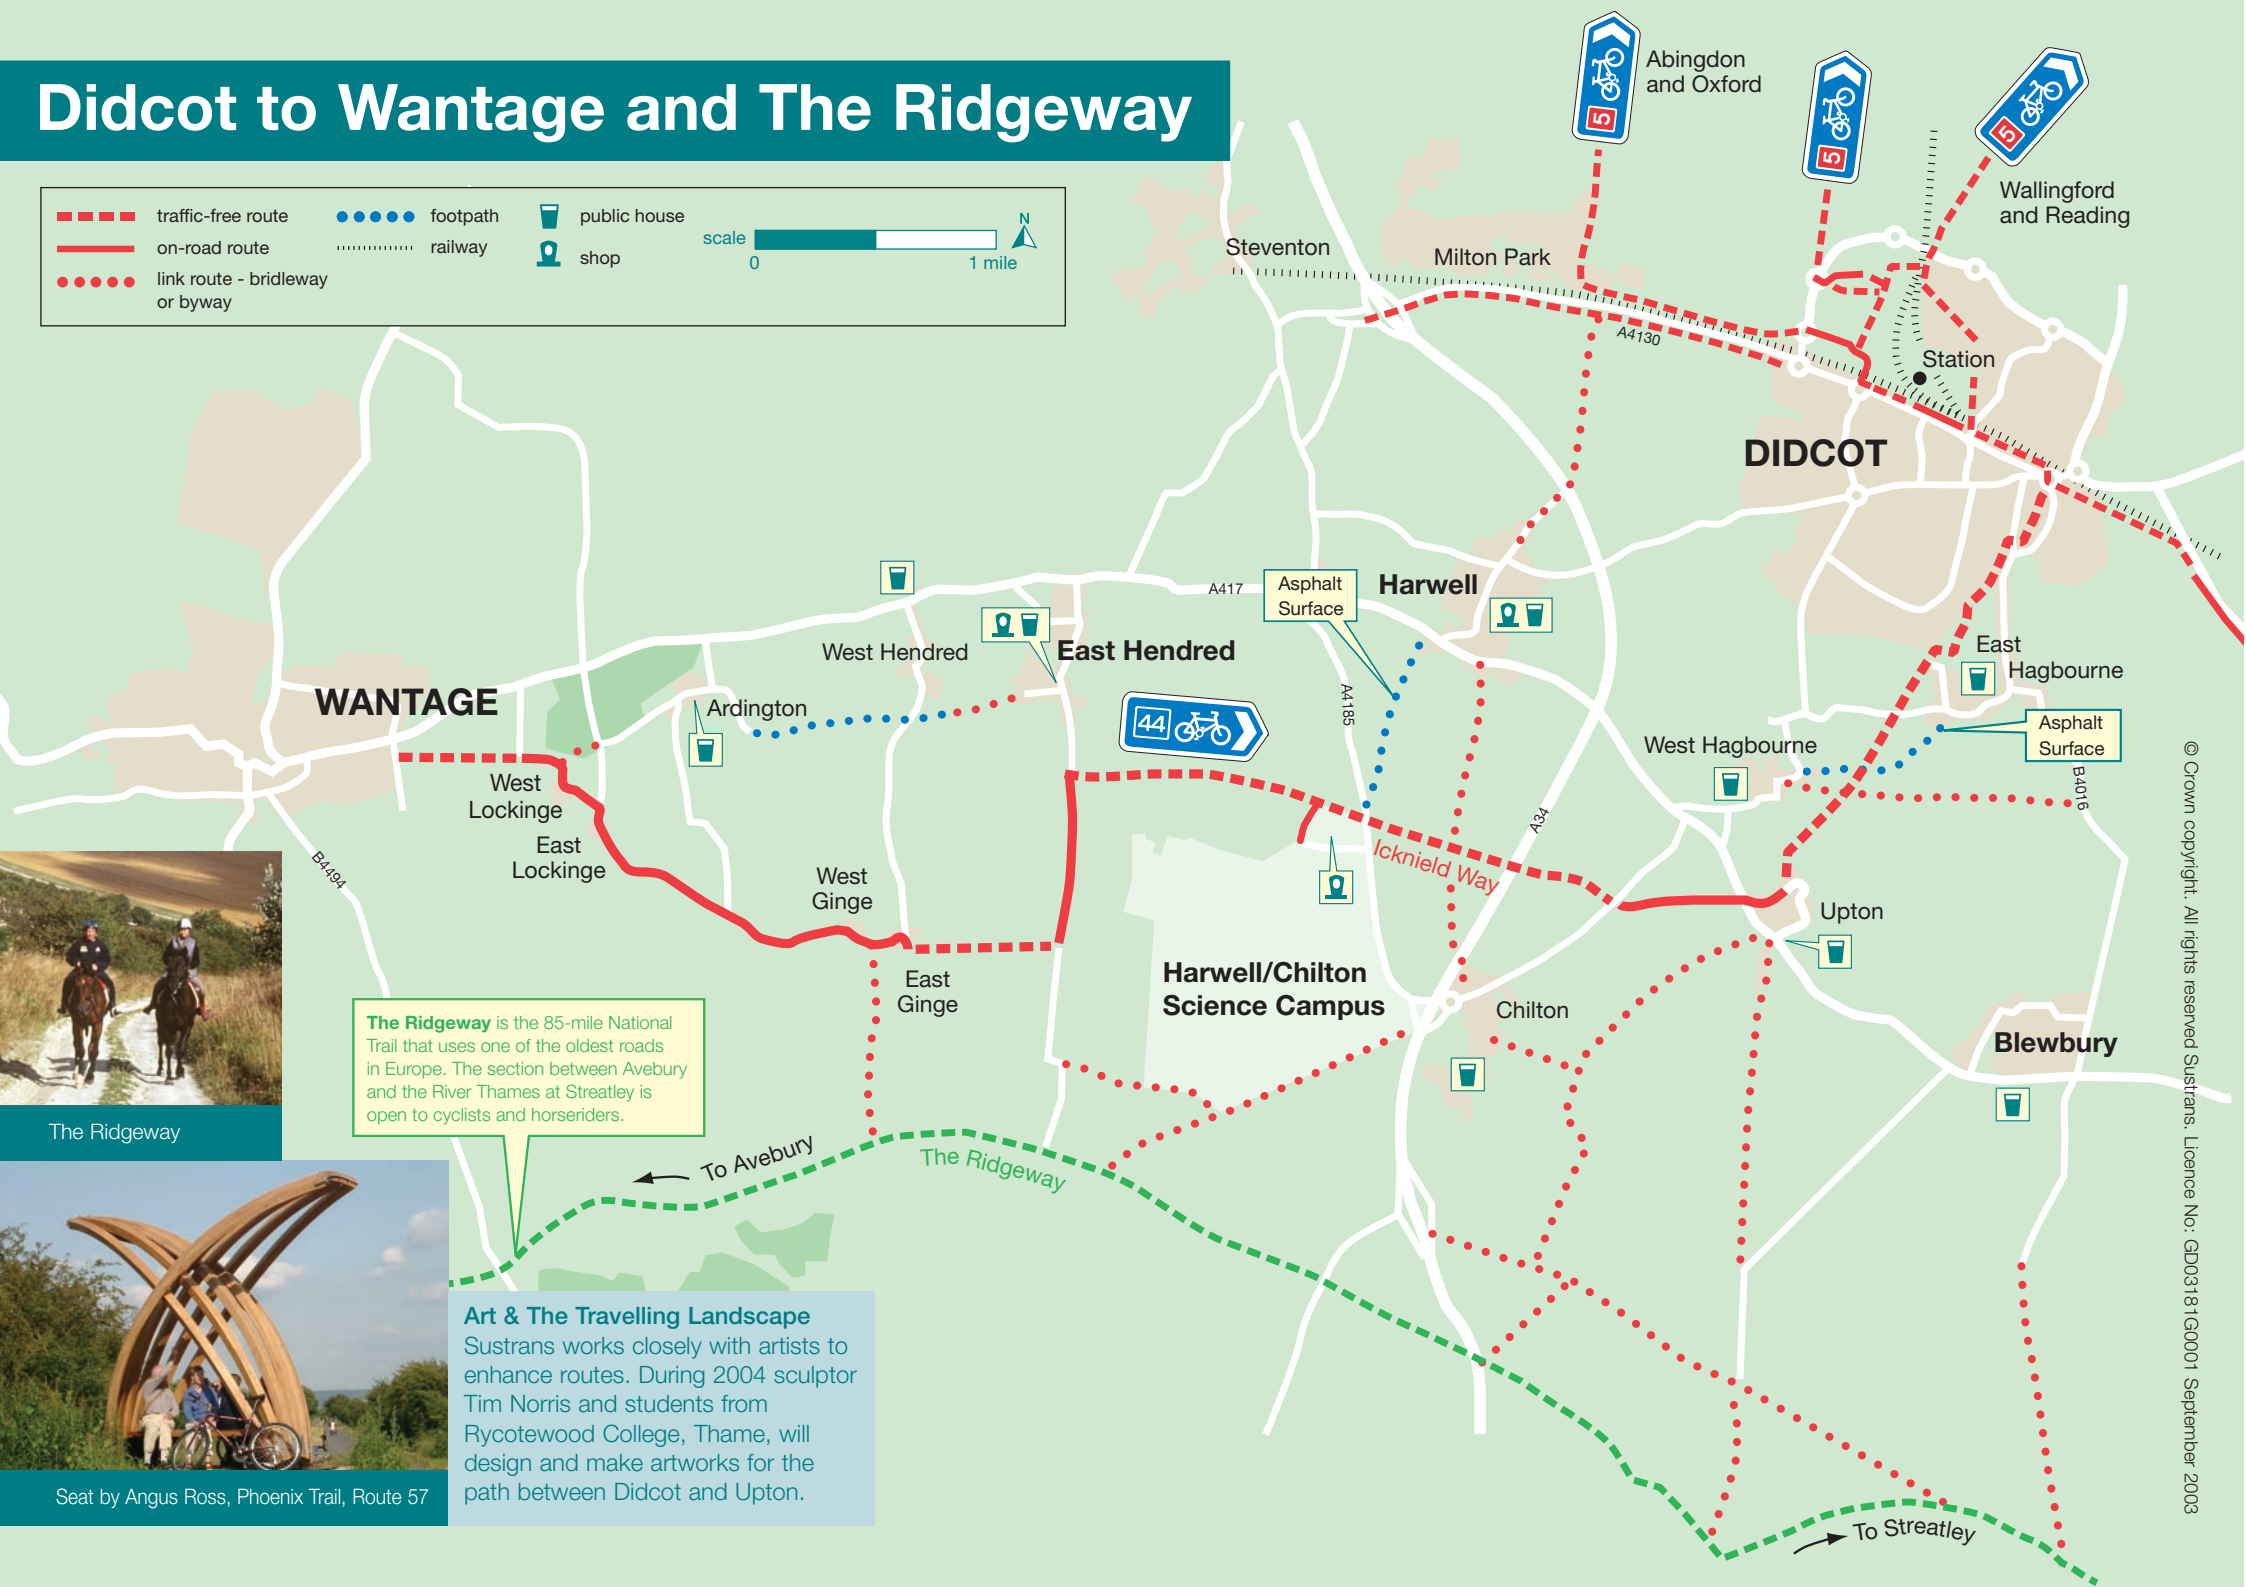 Didcot to Wantage and The Ridgeway
traffic-free route
on-road route
link route - bridleway
or byway
footpath
railway
public house
shop
scale
0
1 mile
N
5
Abingdon
and Oxford
5
5
Wallingford
and Reading
Steventon
Milton Park
A4130
Station
DIDCOT
A417
Asphalt
Surface
Harwell
West Hendred
East Hendred
East
Hagbourne
WANTAGE
Ardington
44
A4185
West Hagbourne
Asphalt
Surface
B4016
West
Lockinge
East
Lockinge
A34
Icknield Way
B4494
West
Ginge
Upton
East
Ginge
Harwell/Chilton
Science Campus
Chilton
Blewbury
The Ridgeway is the 85-mile National
Trail that uses one of the oldest roads
in Europe. The section between Avebury
and the River Thames at Streatley is
open to cyclists and horseriders.
The Ridgeway
To Avebury
The Ridgeway
Art & The Travelling Landscape
Sustrans works closely with artists to
enhance routes. During 2004 sculptor
Tim Norris and students from
Rycotewood College, Thame, will
design and make artworks for the
path between Didcot and Upton.
Seat by Angus Ross, Phoenix Trail, Route 57
To Streatley
© Crown copyright. All rights reserved Sustrans. Licence No: GD03181G0001 September 2003